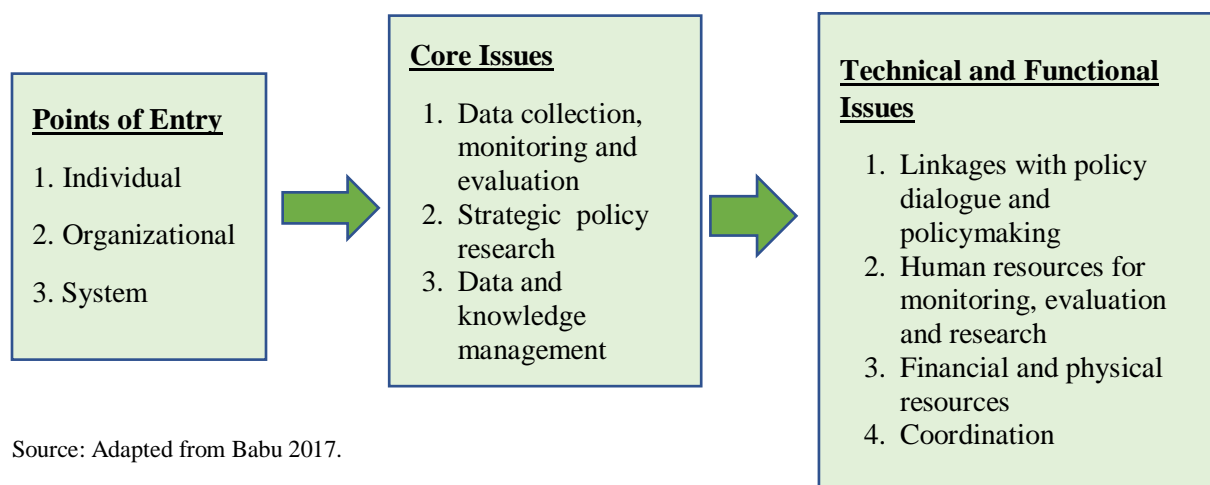 Points of Entry
1. Individual
2. Organizational
3. System
Core Issues
1. Data collection,
monitoring and
evaluation
2. Strategic policy
research
3. Data and
knowledge
management
Technical and Functional
Issues
1. Linkages with policy
dialogue and
policymaking
2. Human resources for
monitoring, evaluation
and research
3. Financial and physical
resources
4. Coordination
Source: Adapted from Babu 2017.